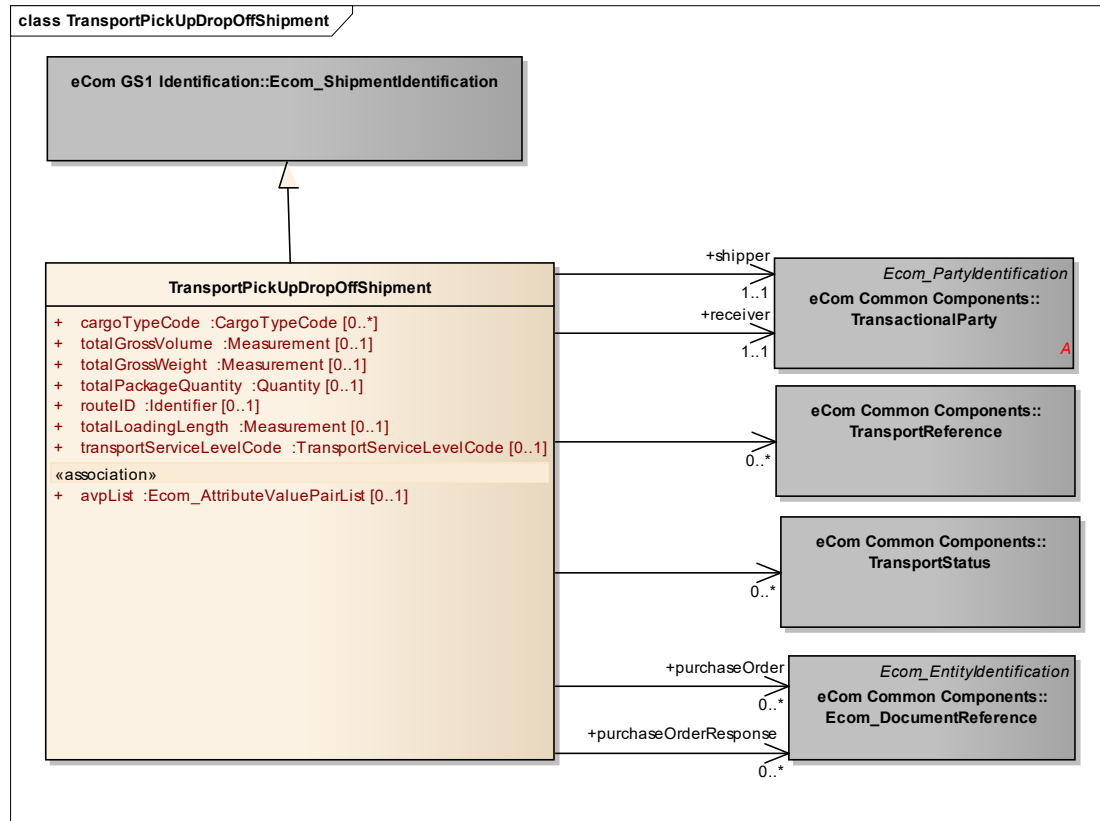 class TransportPickUpDropOffShipment
eCom GS1 Identification::Ecom_ShipmentIdentification
TransportPickUpDropOffShipment
+ cargoTypeCode :CargoTypeCode [0..*]
+ totalGrossVolume :Measurement [0..1]
+ totalGrossWeight :Measurement [0..1]
+ totalPackageQuantity :Quantity [0..1]
+ routeID :Identifier [0..1]
+ totalLoadingLength :Measurement [0..1]
+ transportServiceLevelCode :TransportServiceLevelCode [0..1]
«association»
+ avpList :Ecom_AttributeValuePairList [0..1]
+shipper
1..1
+receiver
1..1
Ecom_PartyIdentification
eCom Common Components::
TransactionalParty
A
0..*
eCom Common Components::
TransportReference
0..*
eCom Common Components::
TransportStatus
+purchaseOrder
0..*
+purchaseOrderResponse
0..*
Ecom_EntityIdentification
eCom Common Components::
Ecom_DocumentReference